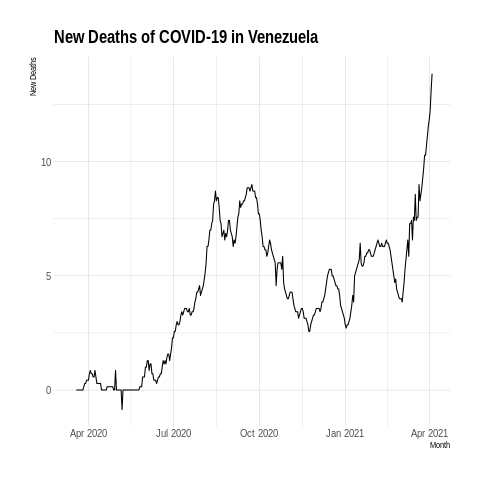 New Deaths of COVID-19 in Venezuela
New Deaths
10
5
0
Apr 2020 Jul 2020 Oct 2020 Jan 2021 Apr 2021
Month